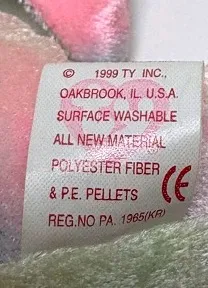 © 1999 TY INC.,
OAKBROOK, IL. U.S.A.
SURFACE WASHABLE
ALL NEW MATERIAL
POLYESTER FIBER
& P.E. PELLETS CE
REG.NO PA. 1965(KR)